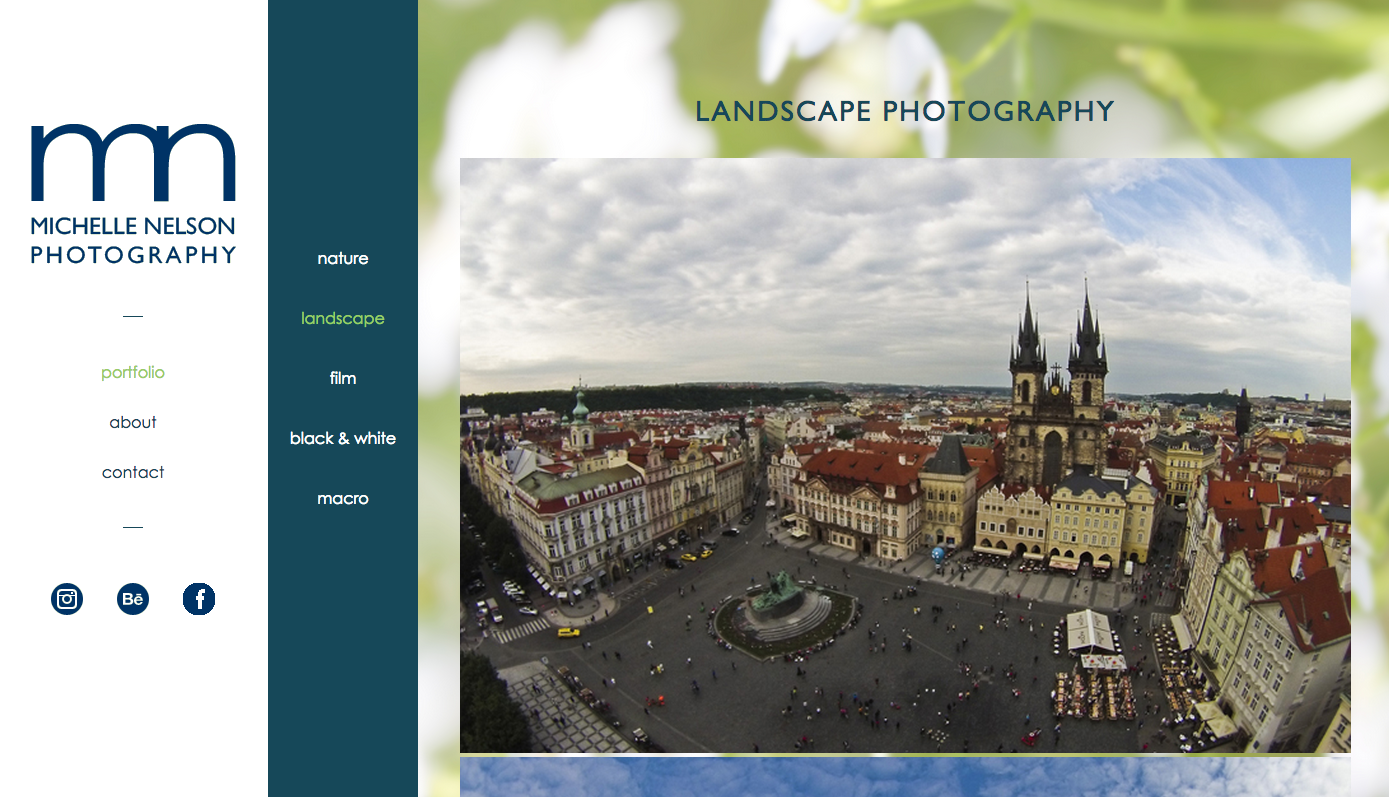 mn
MICHELLE NELSON
PHOTOGRAPHY
portfolio
about
contact
Bē
f
nature
landscape
film
black & white
macro
LANDSCAPE PHOTOGRAPHY